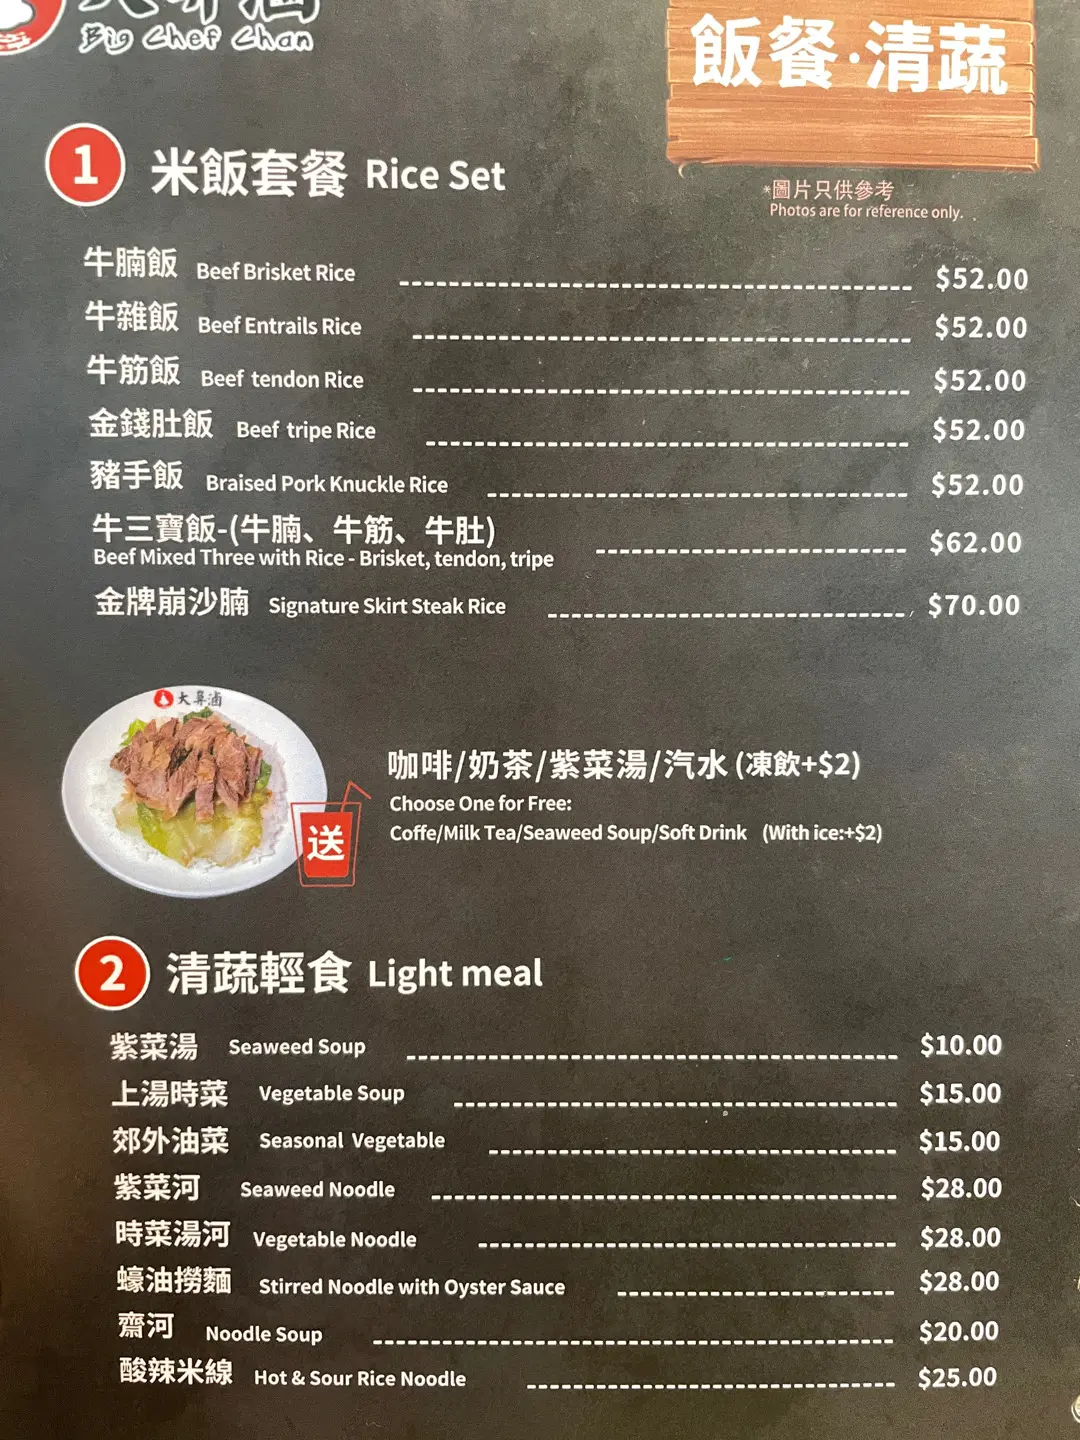 Big Chef Chan
飯餐·清蔬
*圖片只供參考
Photos are for reference only.
1 米飯套餐 Rice Set
牛腩飯 Beef Brisket Rice $52.00
牛雜飯 Beef Entrails Rice $52.00
牛筋飯 Beef tendon Rice $52.00
金錢肚飯 Beef tripe Rice $52.00
豬手飯 Braised Pork Knuckle Rice $52.00
牛三寶飯-(牛腩、牛筋、牛肚)
Beef Mixed Three with Rice - Brisket, tendon, tripe $62.00
金牌崩沙腩 Signature Skirt Steak Rice $70.00
大鼻滷
送
咖啡/奶茶/紫菜湯/汽水 (凍飲+$2)
Choose One for Free:
Coffe/Milk Tea/Seaweed Soup/Soft Drink (With ice:+$2)
2 清蔬輕食 Light meal
紫菜湯 Seaweed Soup $10.00
上湯時菜 Vegetable Soup $15.00
郊外油菜 Seasonal Vegetable $15.00
紫菜河 Seaweed Noodle $28.00
時菜湯河 Vegetable Noodle $28.00
蠔油撈麵 Stirred Noodle with Oyster Sauce $28.00
齋河 Noodle Soup $20.00
酸辣米線 Hot & Sour Rice Noodle $25.00